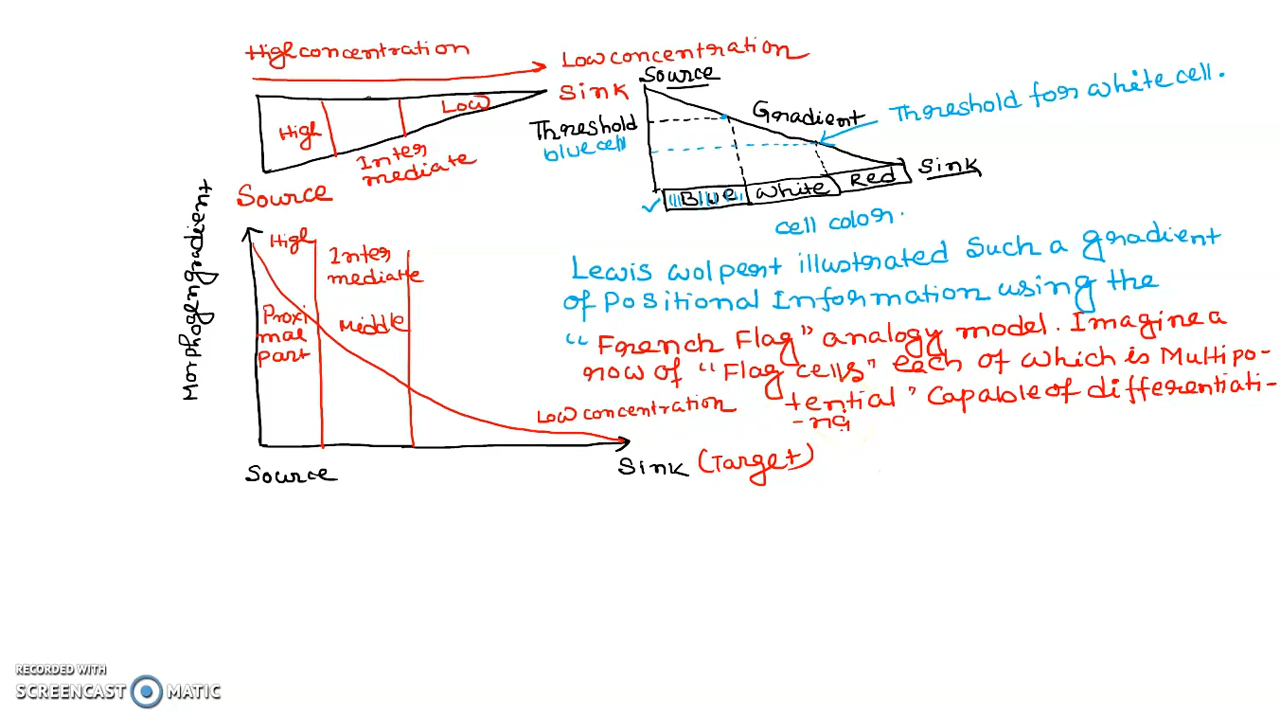 High concentration
Low concentration
Sink
High
Inter
mediate
Low
Source
Source
Threshold
blue cell
Gradient
Threshold for white cell.
Sink
Blue
White
Red
cell color.
Morphogen gradient
High
Inter
mediate
Proxi
mal
part
Middle
Low concentration
Source
Sink (Target)
Lewis wolpert illustrated Such a gradient
of Positional Information using the
"French Flag" analogy model. Imagine a
row of "Flag cells" each of which is Multipo-
tential" Capable of differentiati-
-ng
RECORDED WITH
SCREENCAST MATIC